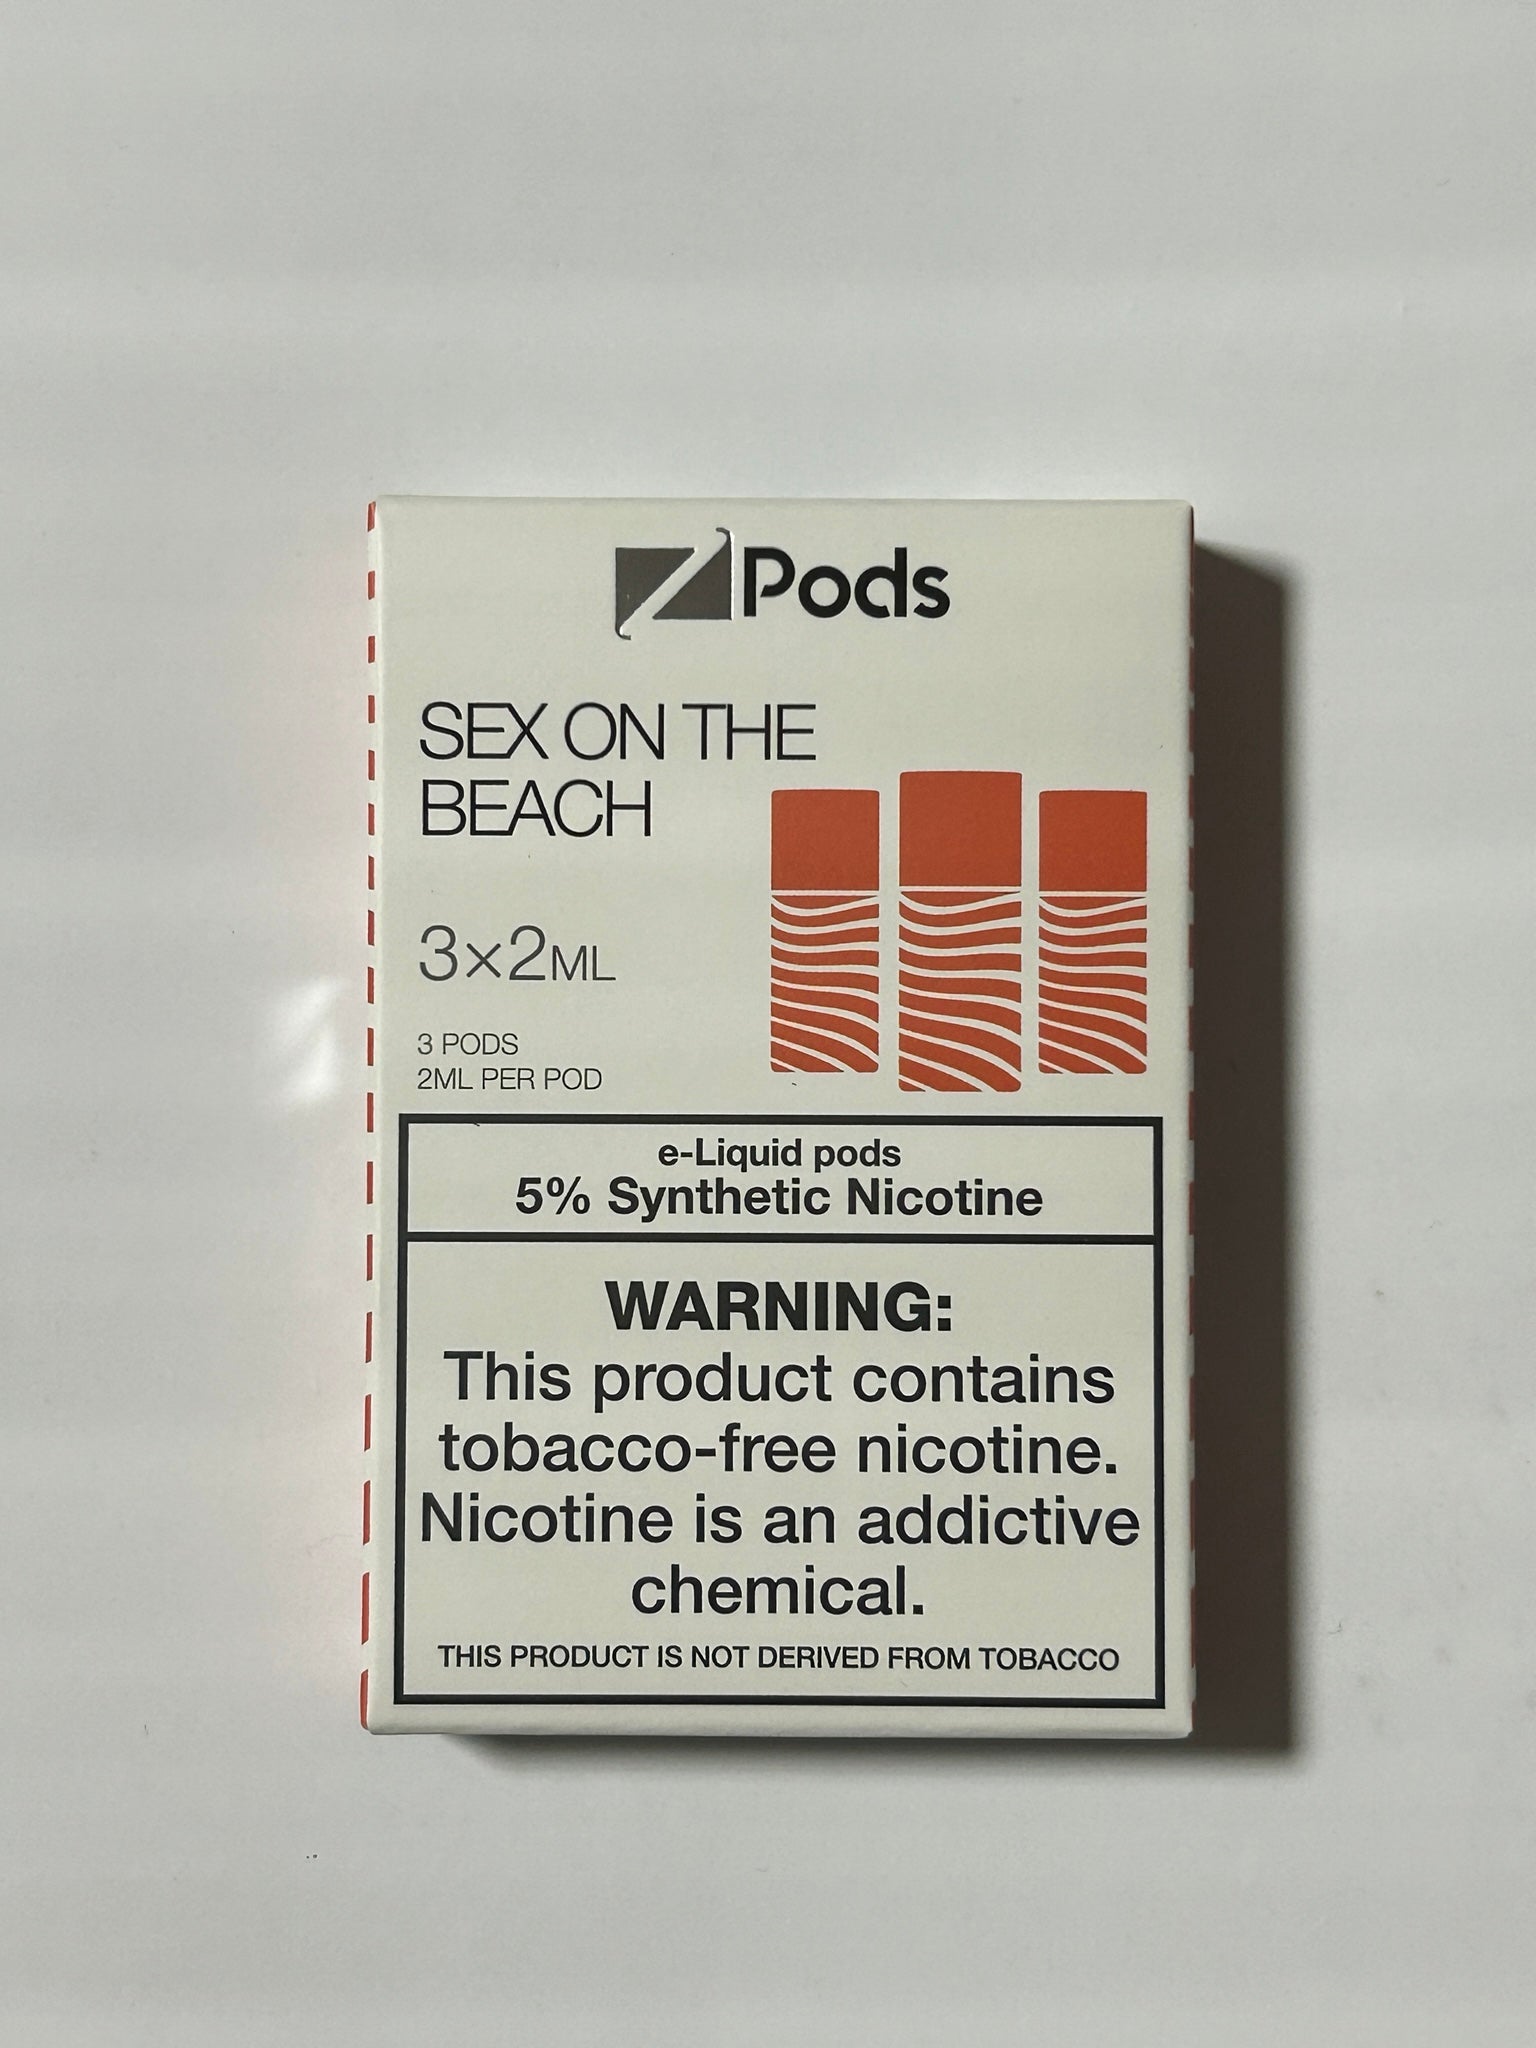 Z Pods
SEX ON THE
BEACH
3×2ML
3 PODS
2ML PER POD
e-Liquid pods
5% Synthetic Nicotine
WARNING:
This product contains
tobacco-free nicotine.
Nicotine is an addictive
chemical.
THIS PRODUCT IS NOT DERIVED FROM TOBACCO